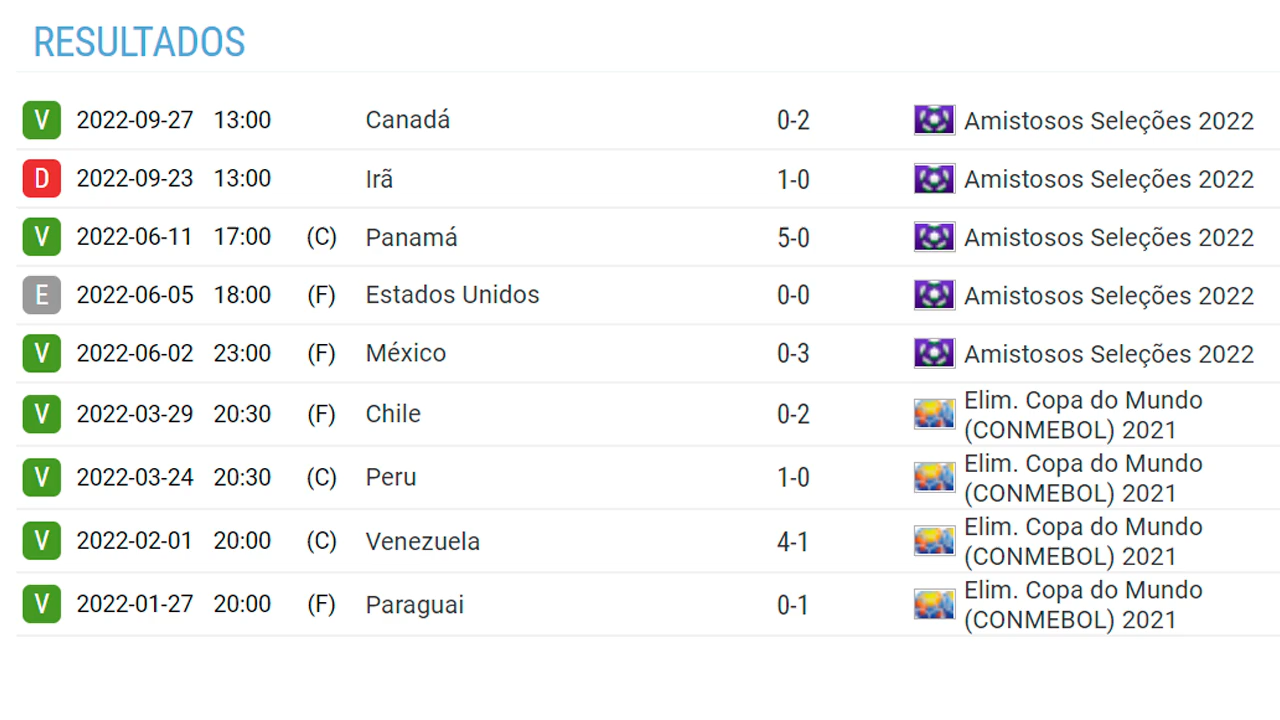 RESULTADOS
V 2022-09-27 13:00 Canadá 0-2 Amistosos Seleções 2022
D 2022-09-23 13:00 Irã 1-0 Amistosos Seleções 2022
V 2022-06-11 17:00 (C) Panamá 5-0 Amistosos Seleções 2022
E 2022-06-05 18:00 (F) Estados Unidos 0-0 Amistosos Seleções 2022
V 2022-06-02 23:00 (F) México 0-3 Amistosos Seleções 2022
V 2022-03-29 20:30 (F) Chile 0-2 Elim. Copa do Mundo
(CONMEBOL) 2021
V 2022-03-24 20:30 (C) Peru 1-0 Elim. Copa do Mundo
(CONMEBOL) 2021
V 2022-02-01 20:00 (C) Venezuela 4-1 Elim. Copa do Mundo
(CONMEBOL) 2021
V 2022-01-27 20:00 (F) Paraguai 0-1 Elim. Copa do Mundo
(CONMEBOL) 2021